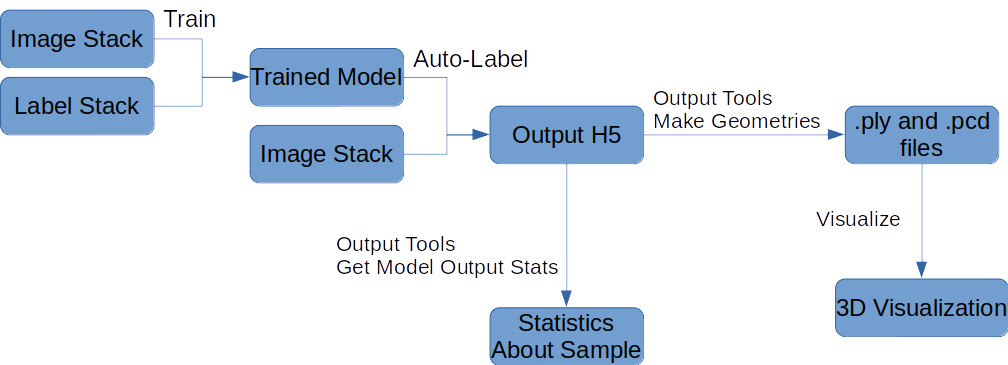 Image Stack
Train
Label Stack
Trained Model
Auto-Label
Image Stack
Output H5
Output Tools
Make Geometries
.ply and .pcd
files
Visualize
3D Visualization
Output Tools
Get Model Output Stats
Statistics
About Sample